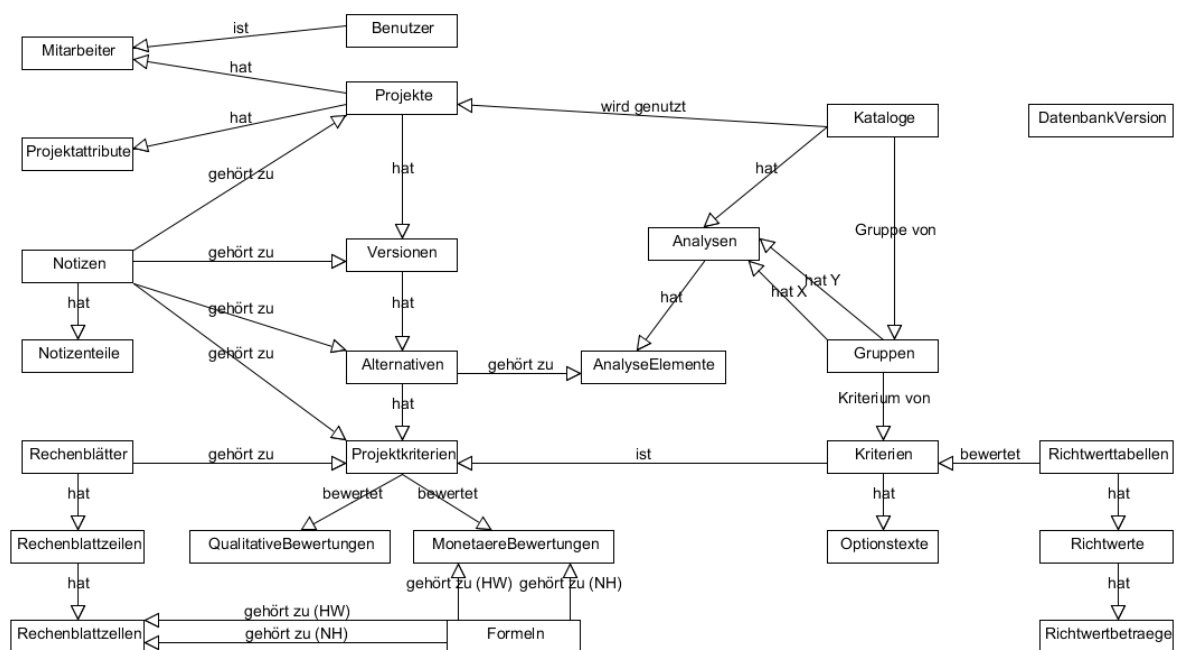 ist
Benutzer
Mitarbeiter
hat
Projekte
wird genutzt
Kataloge
DatenbankVersion
hat
Projektattribute
gehört zu
hat
hat
Gruppe von
Analysen
Notizen
gehört zu
Versionen
hat
hat
hat
hat Y
hat X
gehört zu
Notizenteile
gehört zu
Alternativen
gehört zu
AnalyseElemente
Gruppen
hat
Kriterium von
Rechenblätter
gehört zu
Projektkriterien
ist
Kriterien
bewertet
Richtwerttabellen
hat
bewertet
bewertet
hat
hat
Rechenblattzeilen
QualitativeBewertungen
MonetaereBewertungen
Optionstexte
Richtwerte
hat
gehört zu (HW)
gehört zu (NH)
hat
gehört zu (HW)
Rechenblattzellen
gehört zu (NH)
Formeln
Richtwertbetraege